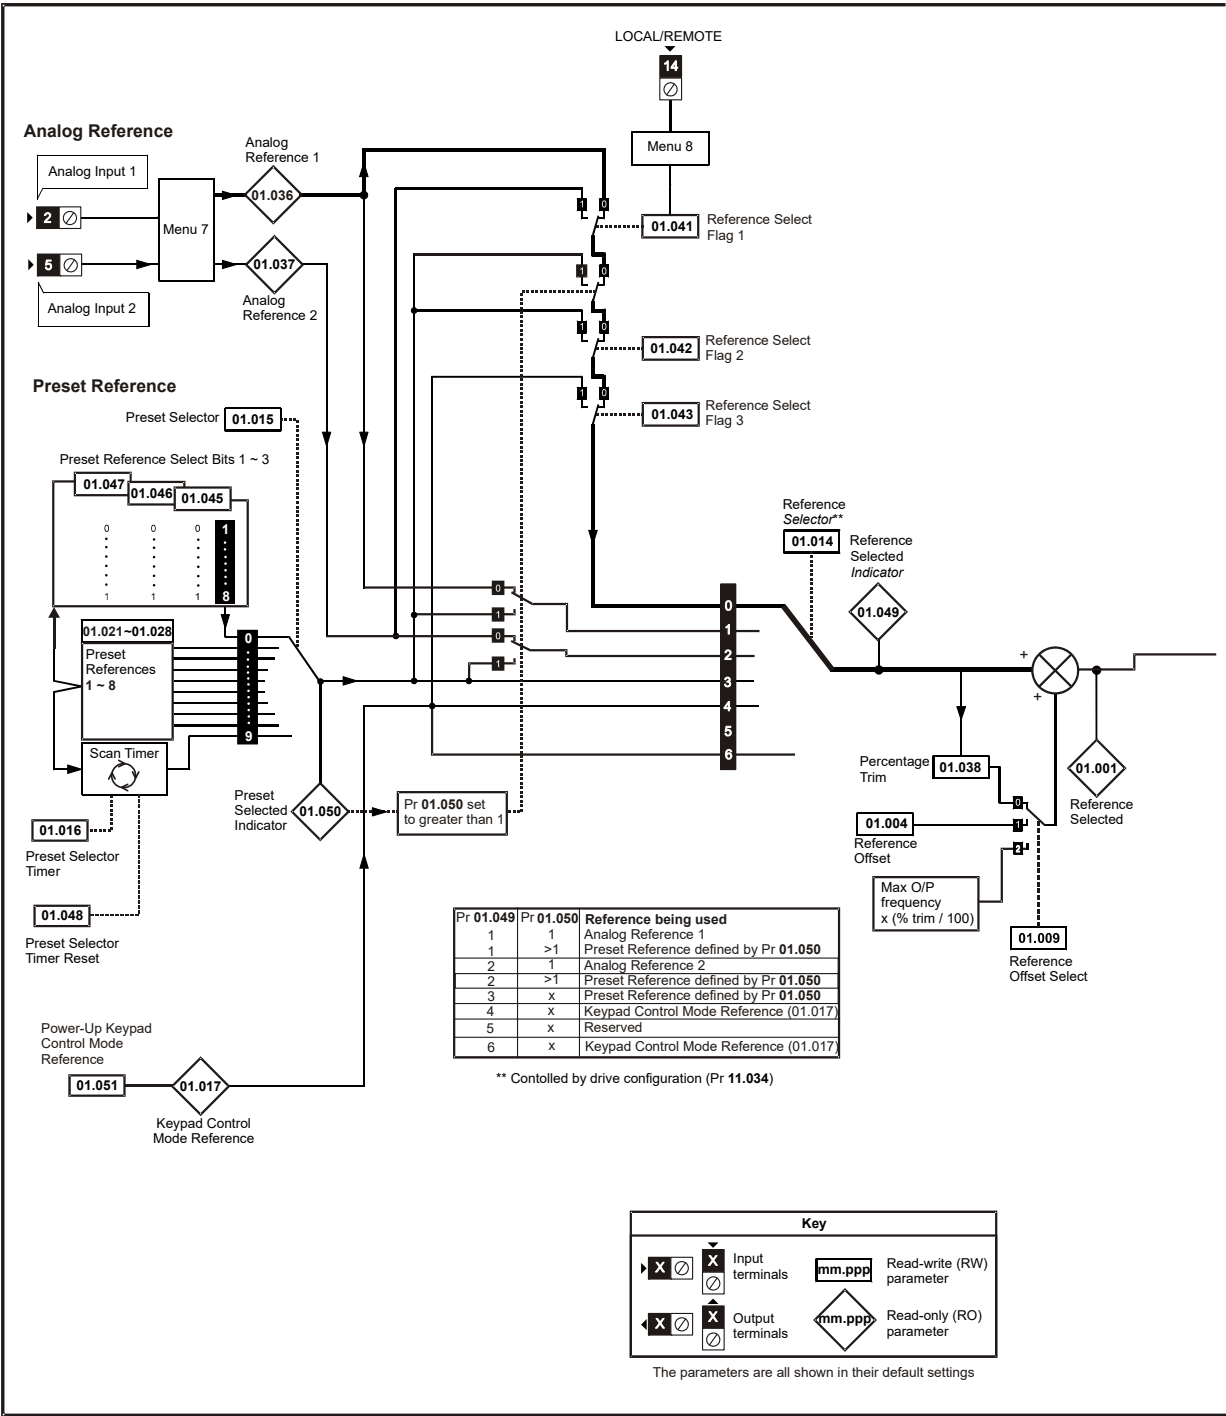 LOCAL/REMOTE
14
Menu 8
Analog Reference
Analog Input 1
2
5
Analog Input 2
Menu 7
Analog
Reference 1
01.036
01.037
Analog
Reference 2
1 0
01.041
Reference Select
Flag 1
1 0
1 0
01.042
Reference Select
Flag 2
1 0
01.043
Reference Select
Flag 3
Preset Reference
Preset Selector
01.015
Preset Reference Select Bits 1 ~ 3
01.047
01.046
01.045
0 0 0 1
1 1 1 8
01.021~01.028
Preset
References
1 ~ 8
0
9
Scan Timer
01.016
Preset Selector
Timer
01.048
Preset Selector
Timer Reset
Preset
Selected
Indicator
01.050
Pr 01.050 set
to greater than 1
0
1
0
1
0
1
2
3
4
5
6
Reference
Selector**
01.014
Reference
Selected
Indicator
01.049
+
+
Percentage
Trim
01.038
01.004
Reference
Offset
0
1
2
Max O/P
frequency
x (% trim / 100)
01.009
Reference
Offset Select
01.001
Reference
Selected
Pr 01.049 Pr 01.050 Reference being used
1 1 Analog Reference 1
1 >1 Preset Reference defined by Pr 01.050
2 1 Analog Reference 2
2 >1 Preset Reference defined by Pr 01.050
3 x Preset Reference defined by Pr 01.050
4 x Keypad Control Mode Reference (01.017)
5 x Reserved
6 x Keypad Control Mode Reference (01.017)
** Contolled by drive configuration (Pr 11.034)
Power-Up Keypad
Control Mode
Reference
01.051
01.017
Keypad Control
Mode Reference
Key
X
X
Input
terminals
mm.ppp
Read-write (RW)
parameter
X
X
Output
terminals
mm.ppp
Read-only (RO)
parameter
The parameters are all shown in their default settings